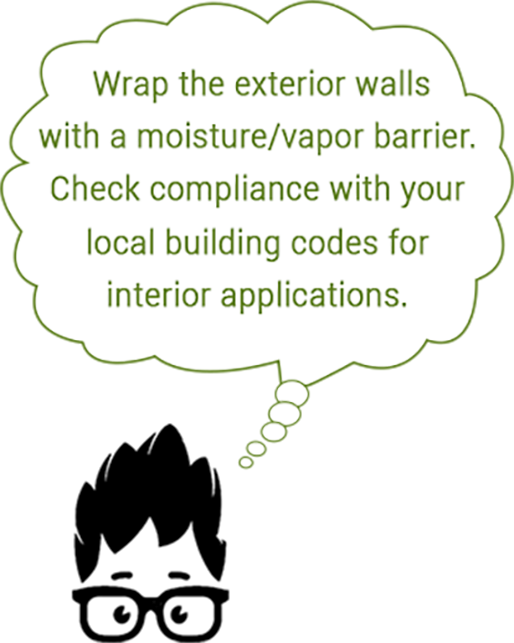 Wrap the exterior walls
with a moisture/vapor barrier.
Check compliance with your
local building codes for
interior applications.